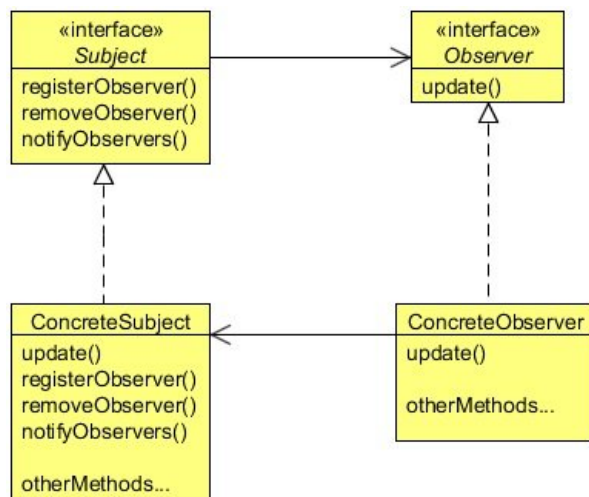 «interface»
Subject
registerObserver()
removeObserver()
notifyObservers()
«interface»
Observer
update()
ConcreteSubject
update()
registerObserver()
removeObserver()
notifyObservers()
otherMethods...
ConcreteObserver
update()
otherMethods...